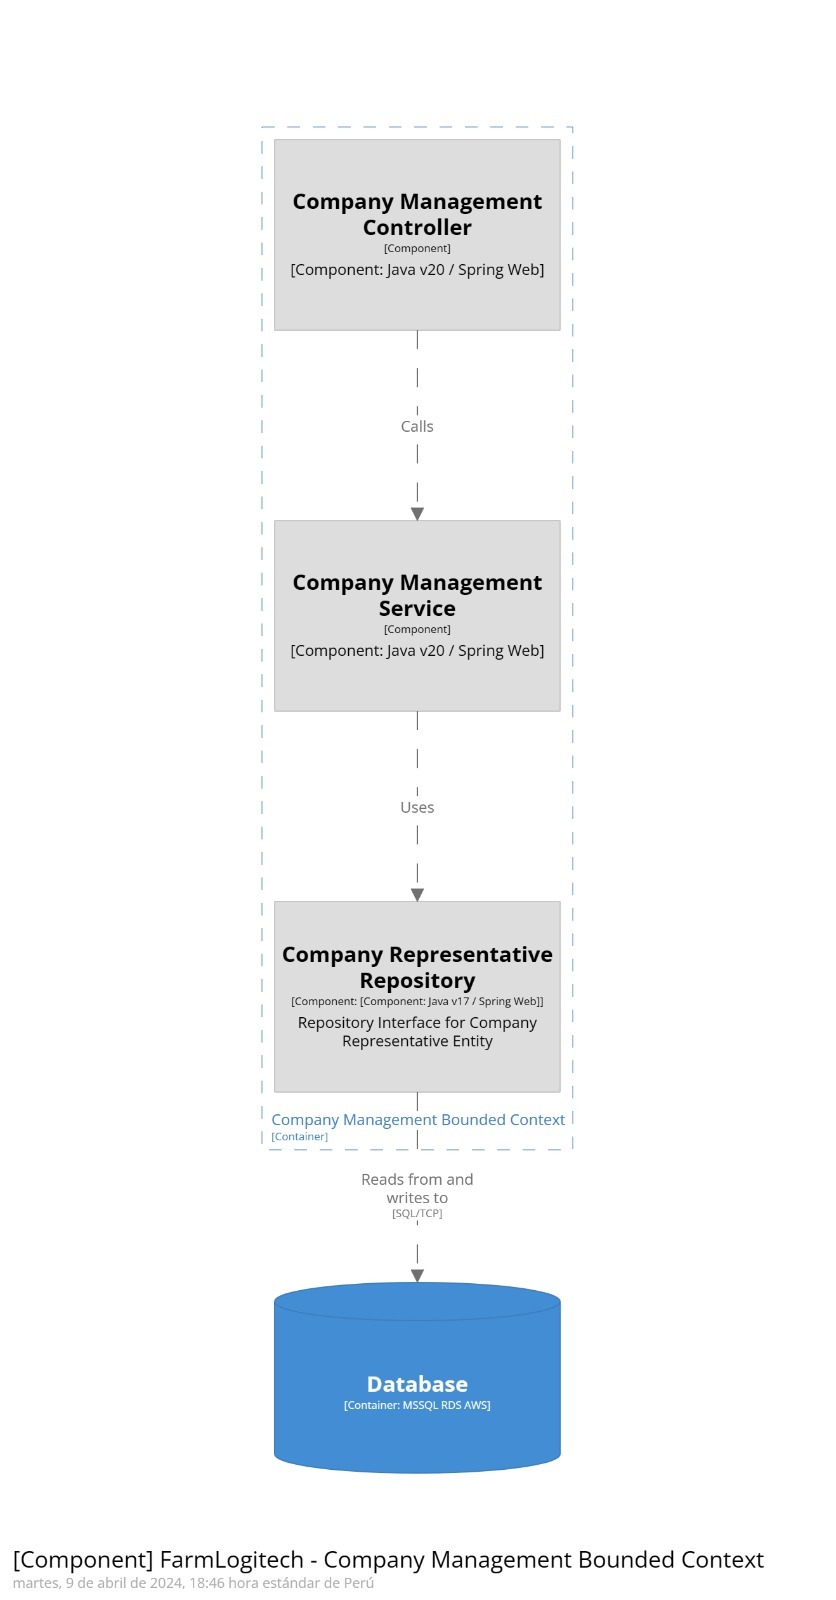 Company Management
Controller
[Component]
[Component: Java v20 / Spring Web]
Calls
Company Management
Service
[Component]
[Component: Java v20 / Spring Web]
Uses
Company Representative
Repository
[Component: [Component: Java v17 / Spring Web]]
Repository Interface for Company
Representative Entity
Company Management Bounded Context
[Container]
Reads from and
writes to
[SQL/TCP]
Database
[Container: MSSQL RDS AWS]
[Component] FarmLogitech - Company Management Bounded Context
martes, 9 de abril de 2024, 18:46 hora estándar de Perú